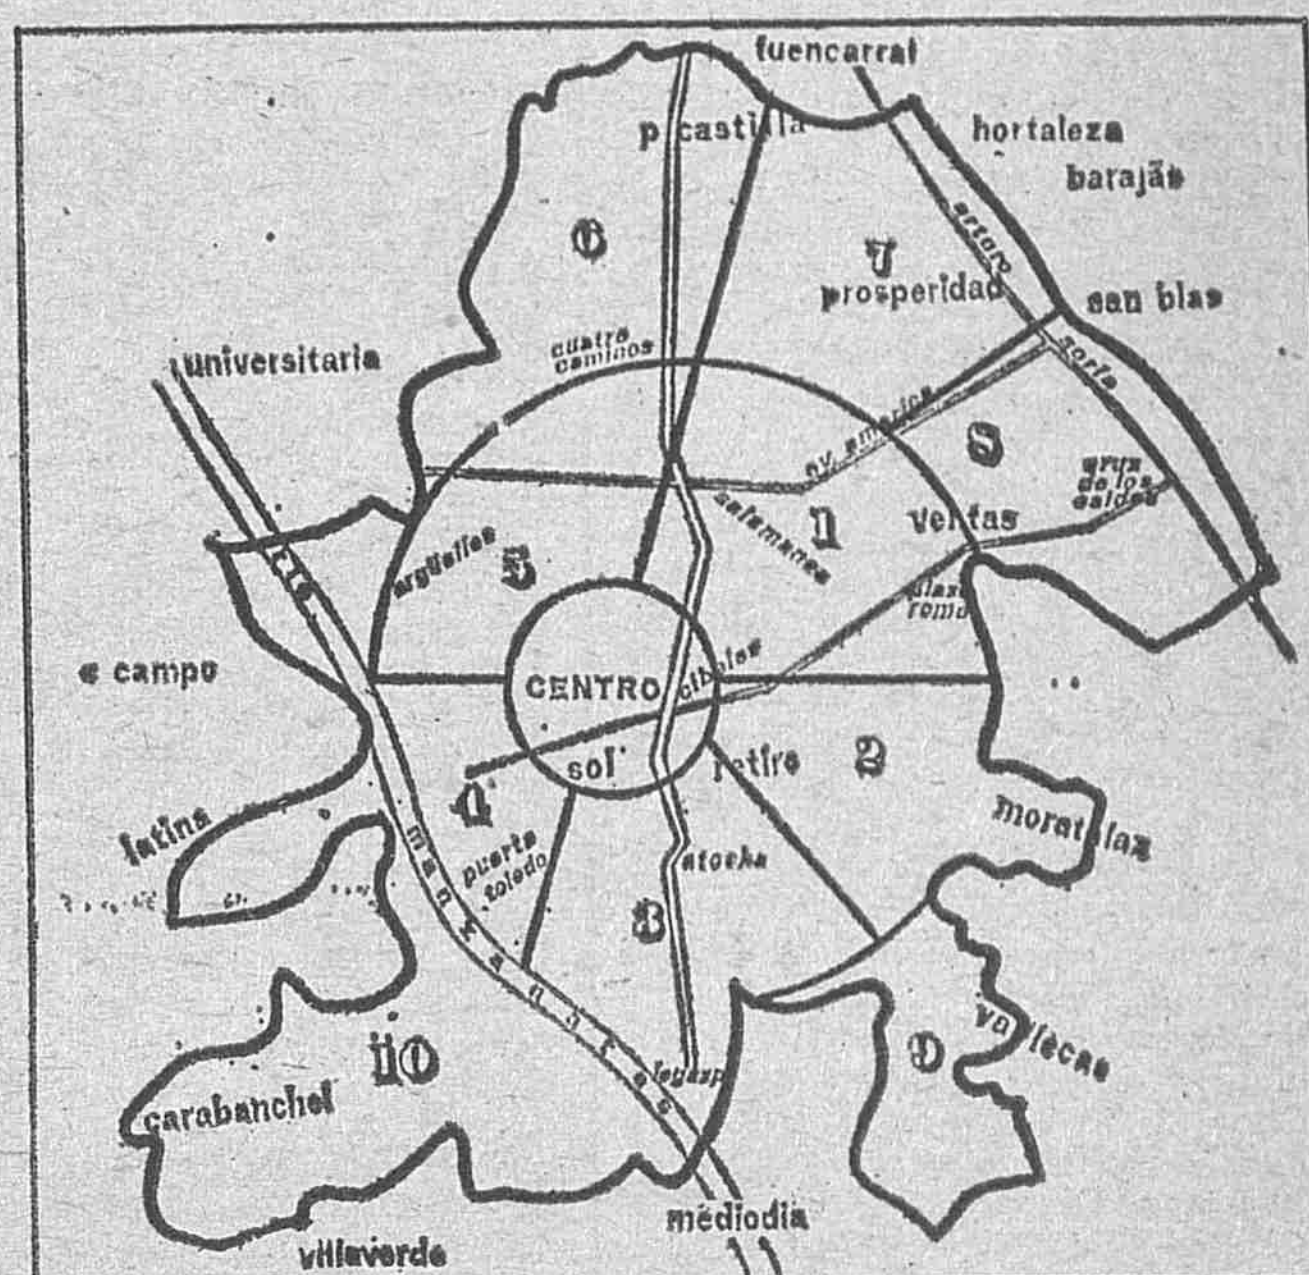 fuencarral
p castilla
hortaleza
barajas
6
7
prosperidad
arturo
soria
san blas
cuatro
caminos
universitaria
av. america
8
cruz
de los
caidos
salamanca
1
ventas
argüelles
5
rio
plaza
roma
e campo
CENTRO
cibeles
sol
retiro
2
4
moratalaz
latina
puerta
toledo
atocha
manzanares
3
vallecas
9
10
legazpi
carabanchel
mediodia
villaverde